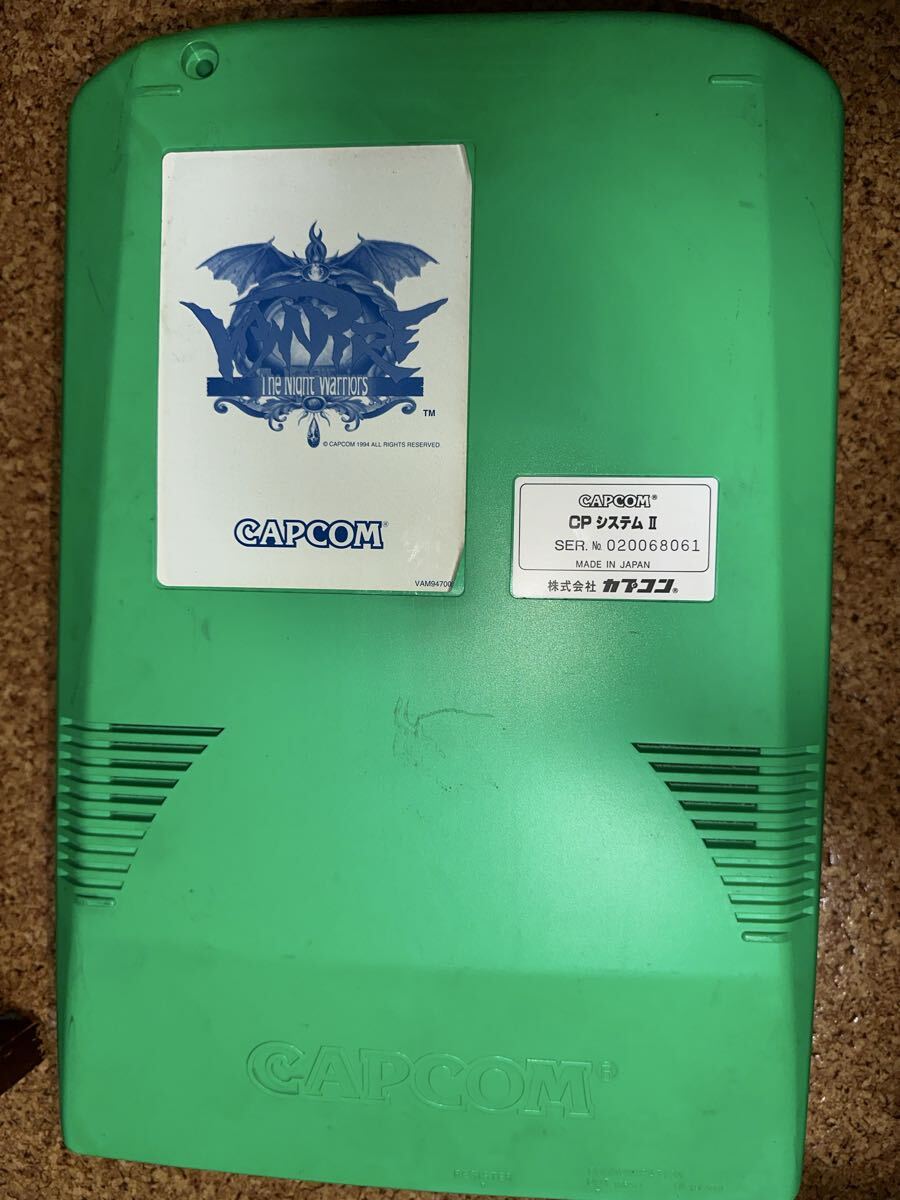 VAMPIRE
The Night Warriors
TM
© CAPCOM 1994 ALL RIGHTS RESERVED.
CAPCOM®
VAM94700
CAPCOM®
CP システム II
SER. № 020068061
MADE IN JAPAN
株式会社 カプコン®
CAPCOM®
REGISTER